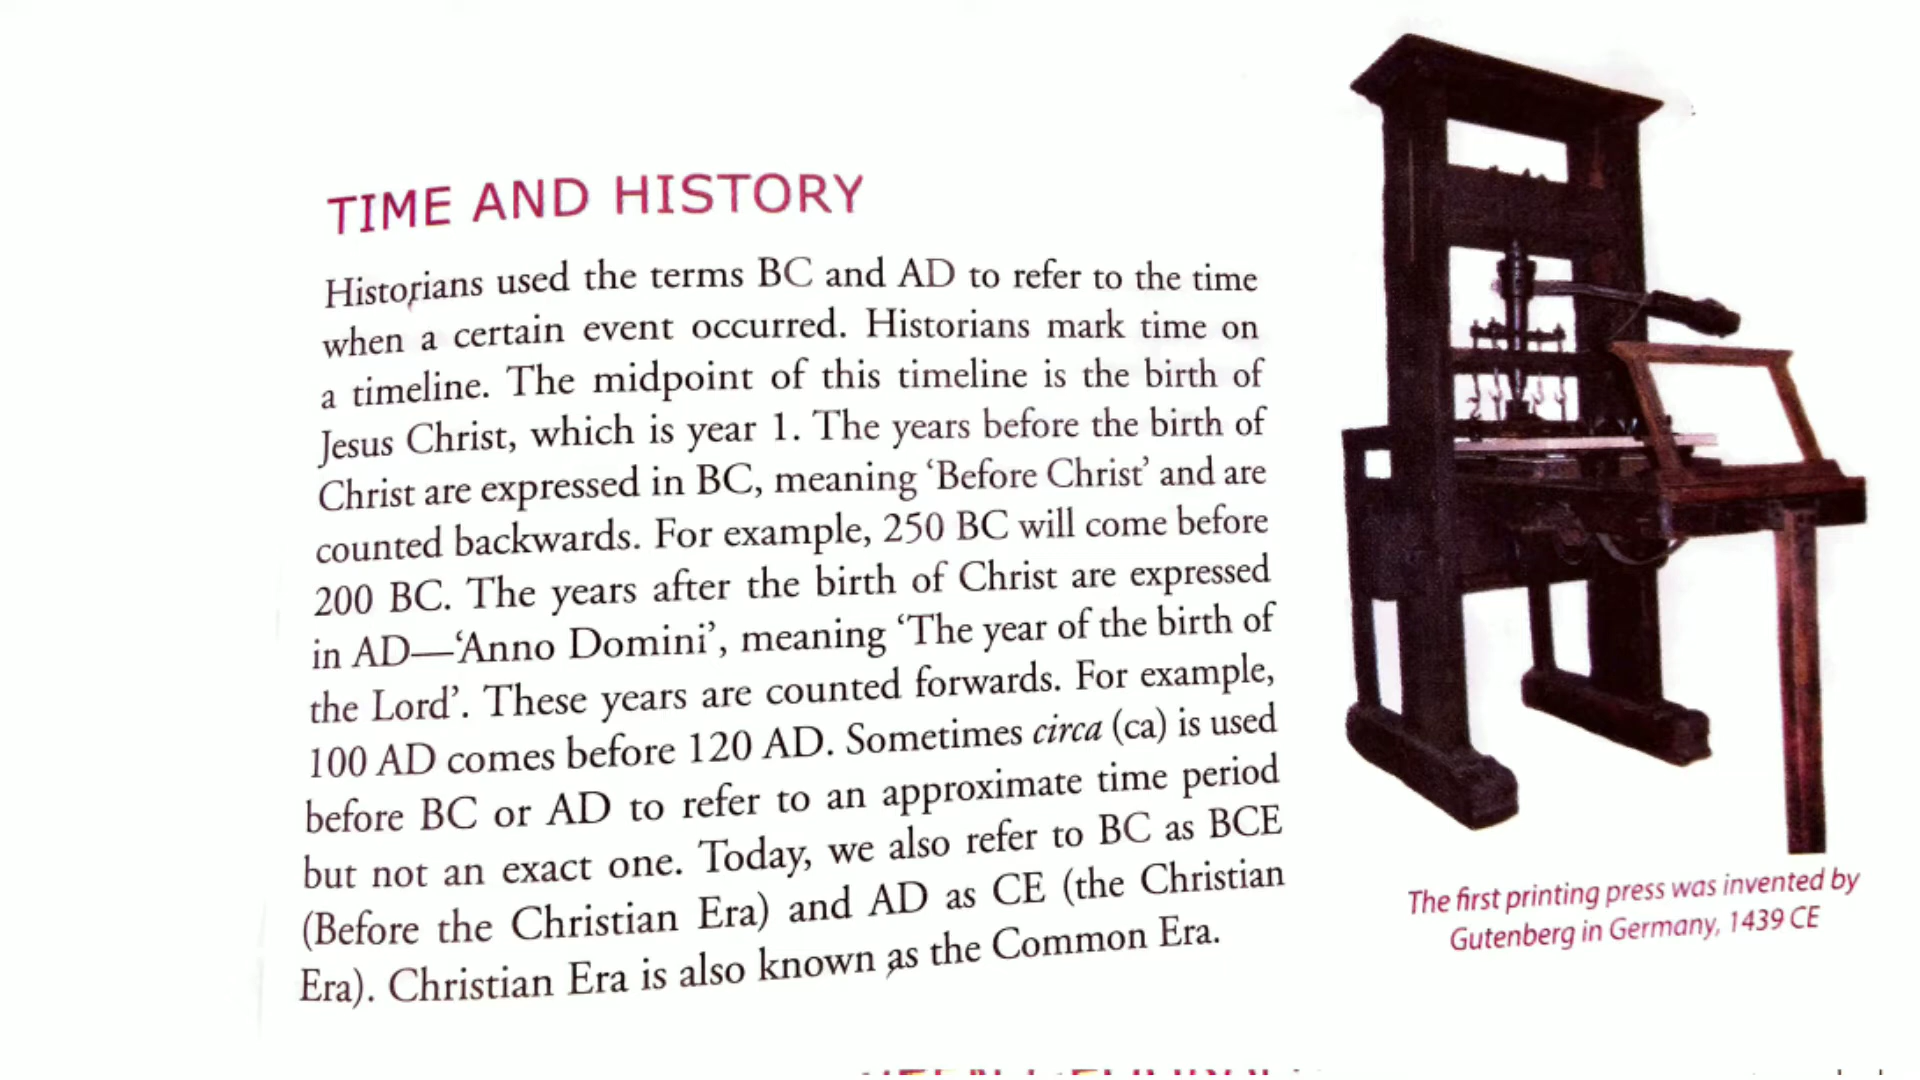 TIME AND HISTORY
Historians used the terms BC and AD to refer to the time
when a certain event occurred. Historians mark time on
a timeline. The midpoint of this timeline is the birth of
Jesus Christ, which is year 1. The years before the birth of
Christ are expressed in BC, meaning ‘Before Christ’ and are
counted backwards. For example, 250 BC will come before
200 BC. The years after the birth of Christ are expressed
in AD—‘Anno Domini’, meaning ‘The year of the birth of
the Lord’. These years are counted forwards. For example,
100 AD comes before 120 AD. Sometimes circa (ca) is used
before BC or AD to refer to an approximate time period
but not an exact one. Today, we also refer to BC as BCE
(Before the Christian Era) and AD as CE (the Christian
Era). Christian Era is also known as the Common Era.
The first printing press was invented by
Gutenberg in Germany, 1439 CE